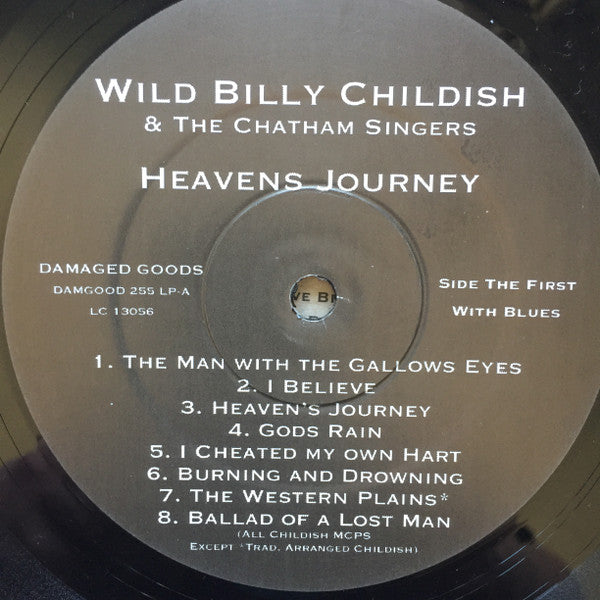 WILD BILLY CHILDISH
& THE CHATHAM SINGERS
HEAVENS JOURNEY
DAMAGED GOODS
DAMGOOD 255 LP-A
LC 13056
SIDE THE FIRST
WITH BLUES
VE BI
1. THE MAN WITH THE GALLOWS EYES
2. I BELIEVE
3. HEAVEN'S JOURNEY
4. GODS RAIN
5. I CHEATED MY OWN HART
6. BURNING AND DROWNING
7. THE WESTERN PLAINS*
8. BALLAD OF A LOST MAN
(ALL CHILDISH MCPS
EXCEPT *TRAD. ARRANGED CHILDISH)